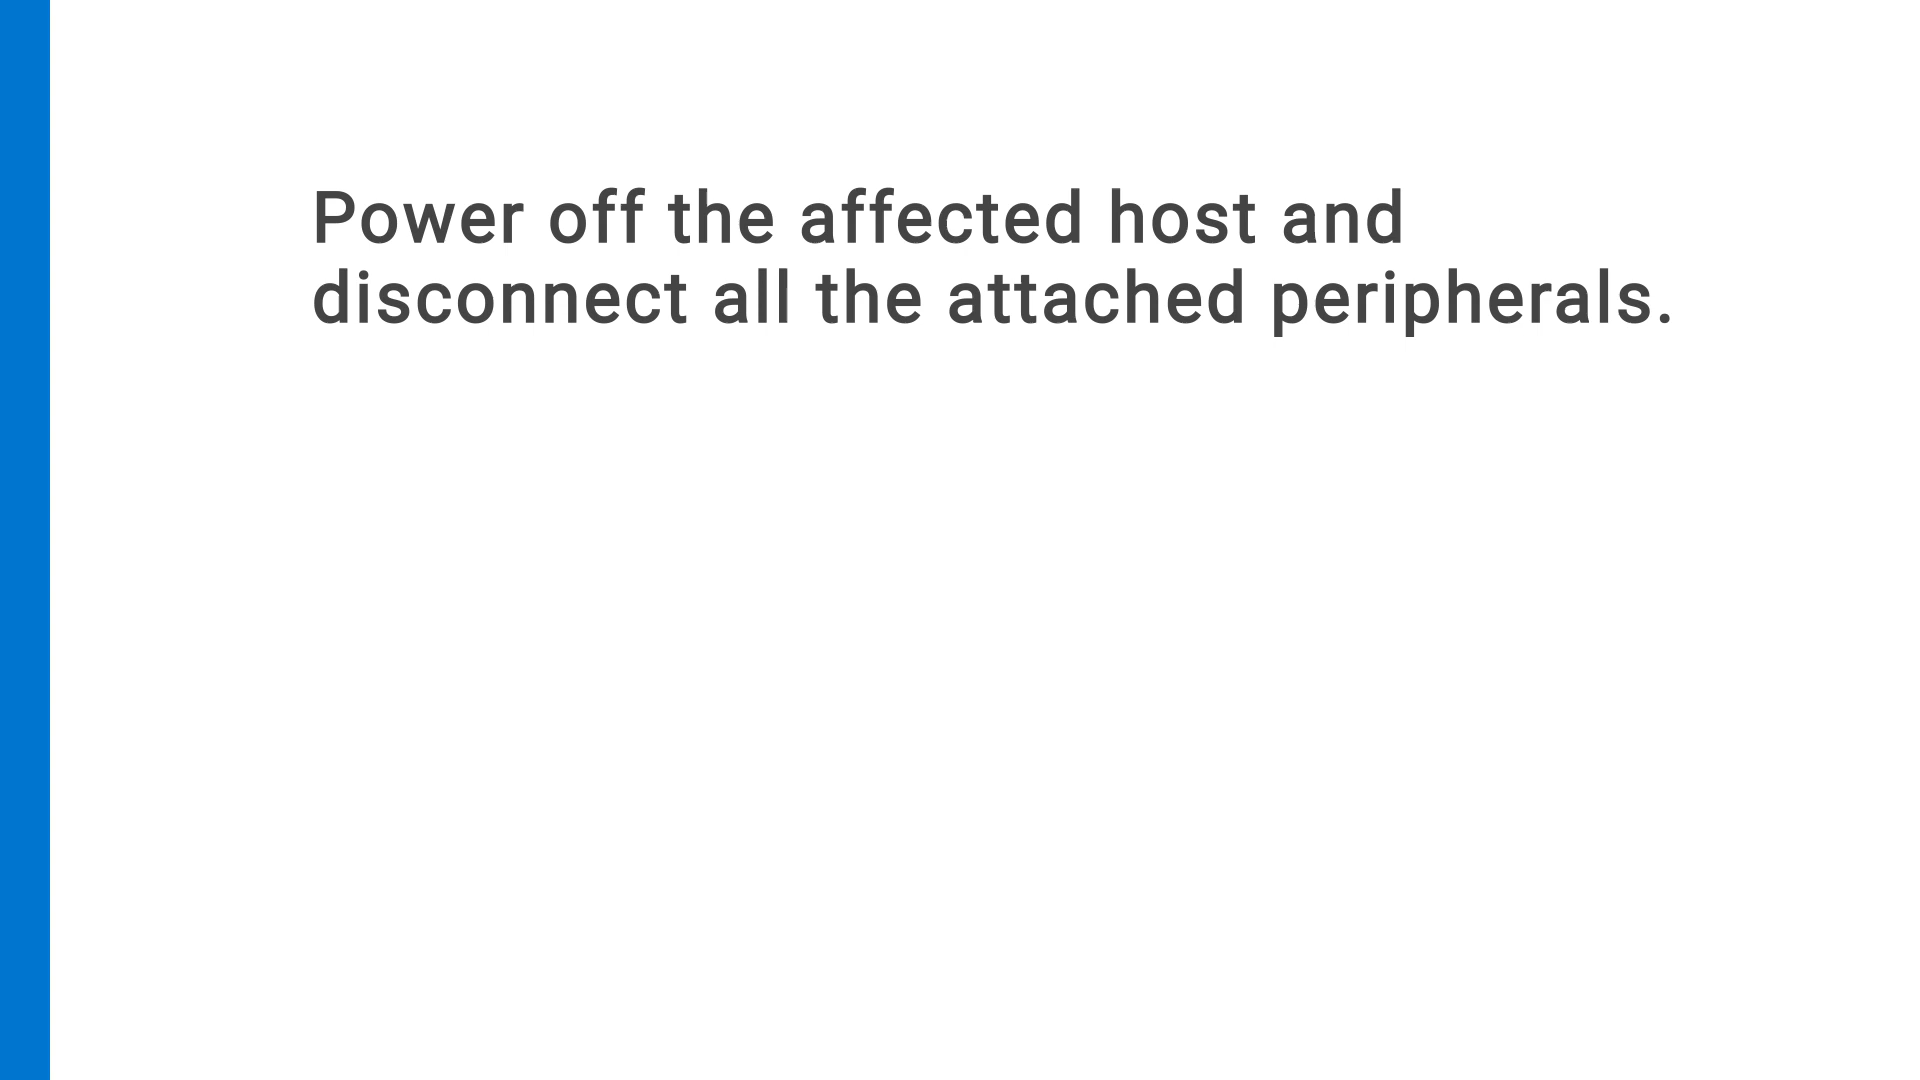 Power off the affected host and
disconnect all the attached peripherals.